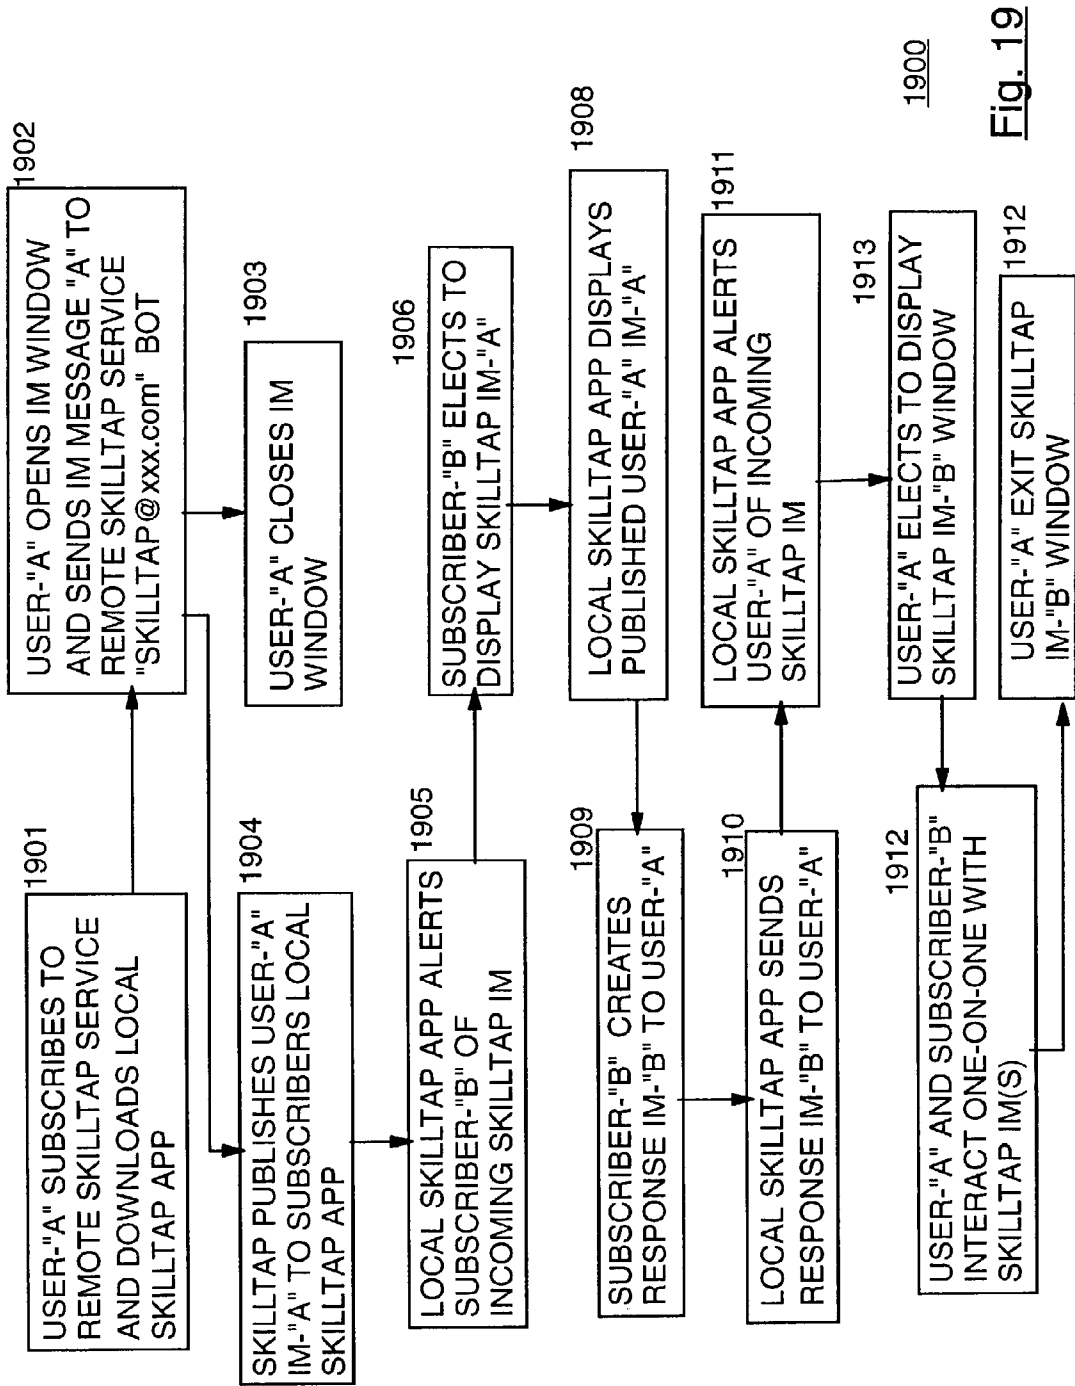 1901
USER-"A" SUBSCRIBES TO
REMOTE SKILLTAP SERVICE
AND DOWNLOADS LOCAL
SKILLTAP APP
1902
USER-"A" OPENS IM WINDOW
AND SENDS IM MESSAGE "A" TO
REMOTE SKILLTAP SERVICE
"SKILLTAP@xxx.com" BOT
1903
USER-"A" CLOSES IM
WINDOW
1904
SKILLTAP PUBLISHES USER-"A"
IM-"A" TO SUBSCRIBERS LOCAL
SKILLTAP APP
1905
LOCAL SKILLTAP APP ALERTS
SUBSCRIBER-"B" OF
INCOMING SKILLTAP IM
1906
SUBSCRIBER-"B" ELECTS TO
DISPLAY SKILLTAP IM-"A"
1908
LOCAL SKILLTAP APP DISPLAYS
PUBLISHED USER-"A" IM-"A"
1909
SUBSCRIBER-"B" CREATES
RESPONSE IM-"B" TO USER-"A"
1910
LOCAL SKILLTAP APP SENDS
RESPONSE IM-"B" TO USER-"A"
1911
LOCAL SKILLTAP APP ALERTS
USER-"A" OF INCOMING
SKILLTAP IM
1913
USER-"A" ELECTS TO DISPLAY
SKILLTAP IM-"B" WINDOW
1912
USER-"A" AND SUBSCRIBER-"B"
INTERACT ONE-ON-ONE WITH
SKILLTAP IM(S)
1912
USER-"A" EXIT SKILLTAP
IM-"B" WINDOW
1900
Fig. 19